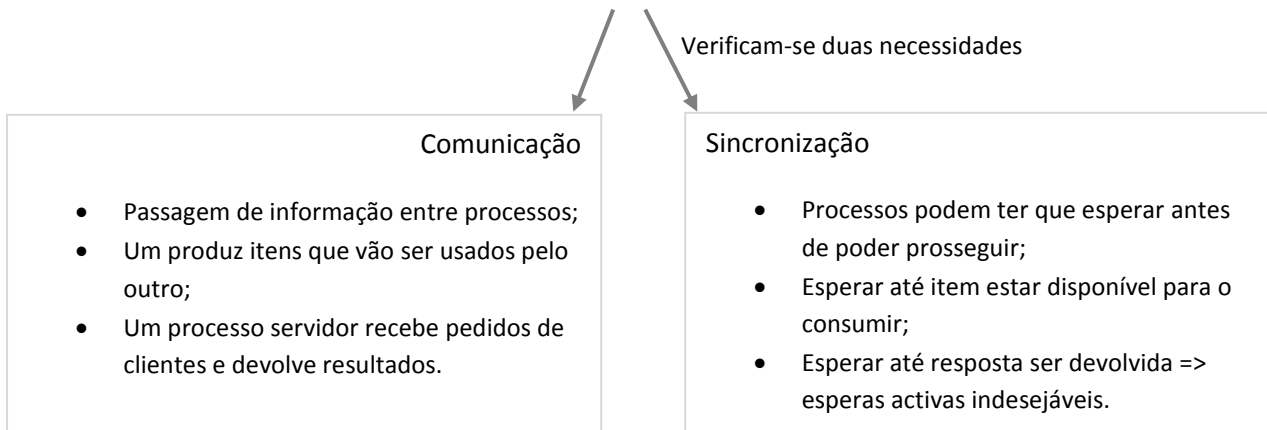 Verificam-se duas necessidades
Comunicação
• Passagem de informação entre processos;
• Um produz itens que vão ser usados pelo
outro;
• Um processo servidor recebe pedidos de
clientes e devolve resultados.
Sincronização
• Processos podem ter que esperar antes
de poder prosseguir;
• Esperar até item estar disponível para o
consumir;
• Esperar até resposta ser devolvida =>
esperas activas indesejáveis.